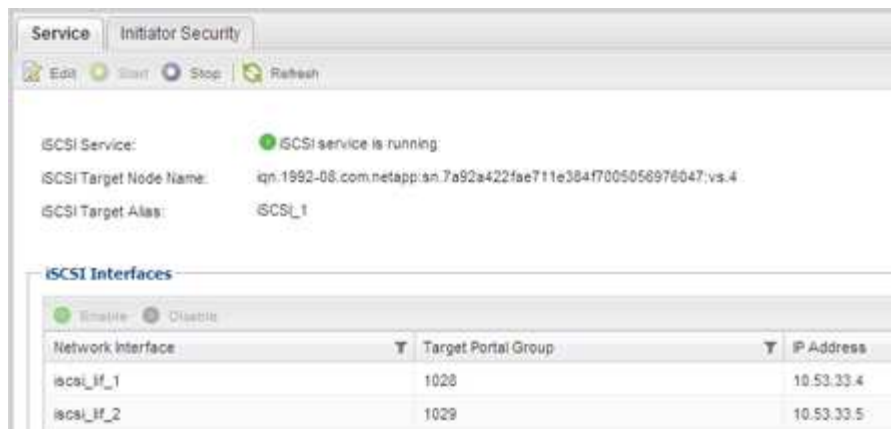 Service Initiator Security
Edit Start Stop Refresh
iSCSI Service: iSCSI service is running
iSCSI Target Node Name: iqn.1992-08.com.netapp:sn.7a92a422fae711e384f7005056976047:vs.4
iSCSI Target Alias: iSCSI_1
iSCSI Interfaces
Enable Disable
Network Interface Target Portal Group IP Address
iscsi_lif_1 1028 10.53.33.4
iscsi_lif_2 1029 10.53.33.5